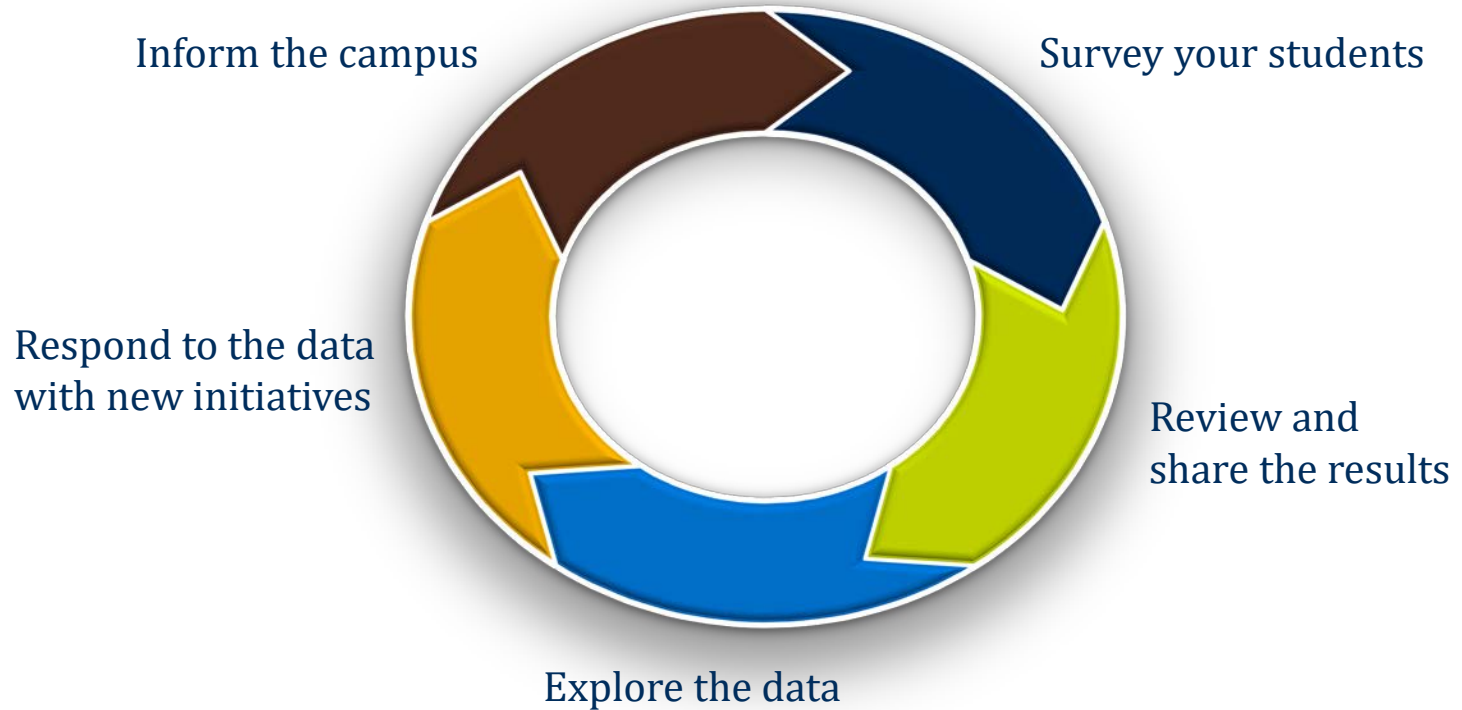 Inform the campus
Survey your students
Respond to the data
with new initiatives
Review and
share the results
Explore the data